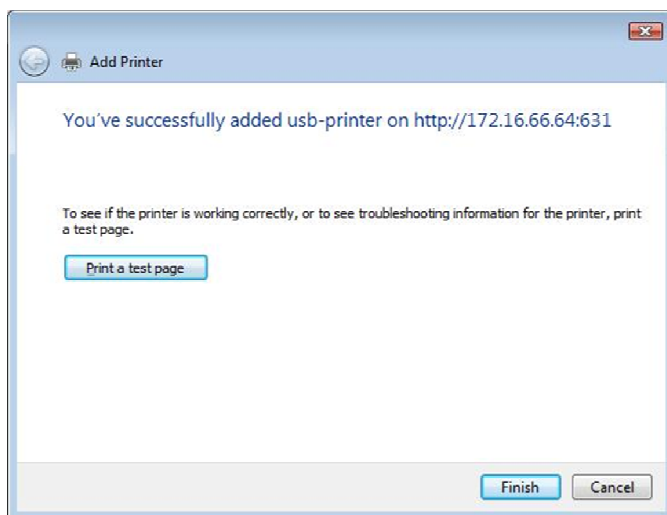 Add Printer
You've successfully added usb-printer on http://172.16.66.64:631
To see if the printer is working correctly, or to see troubleshooting information for the printer, print
a test page.
Print a test page
Finish Cancel